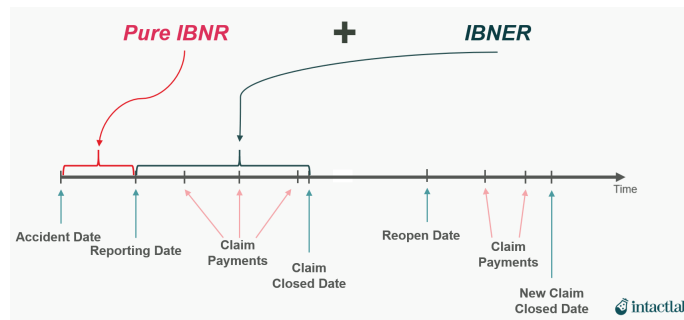 Pure IBNR + IBNER
Time
Accident Date
Reporting Date
Claim
Payments
Claim
Closed Date
Reopen Date
Claim
Payments
New Claim
Closed Date
intactlab